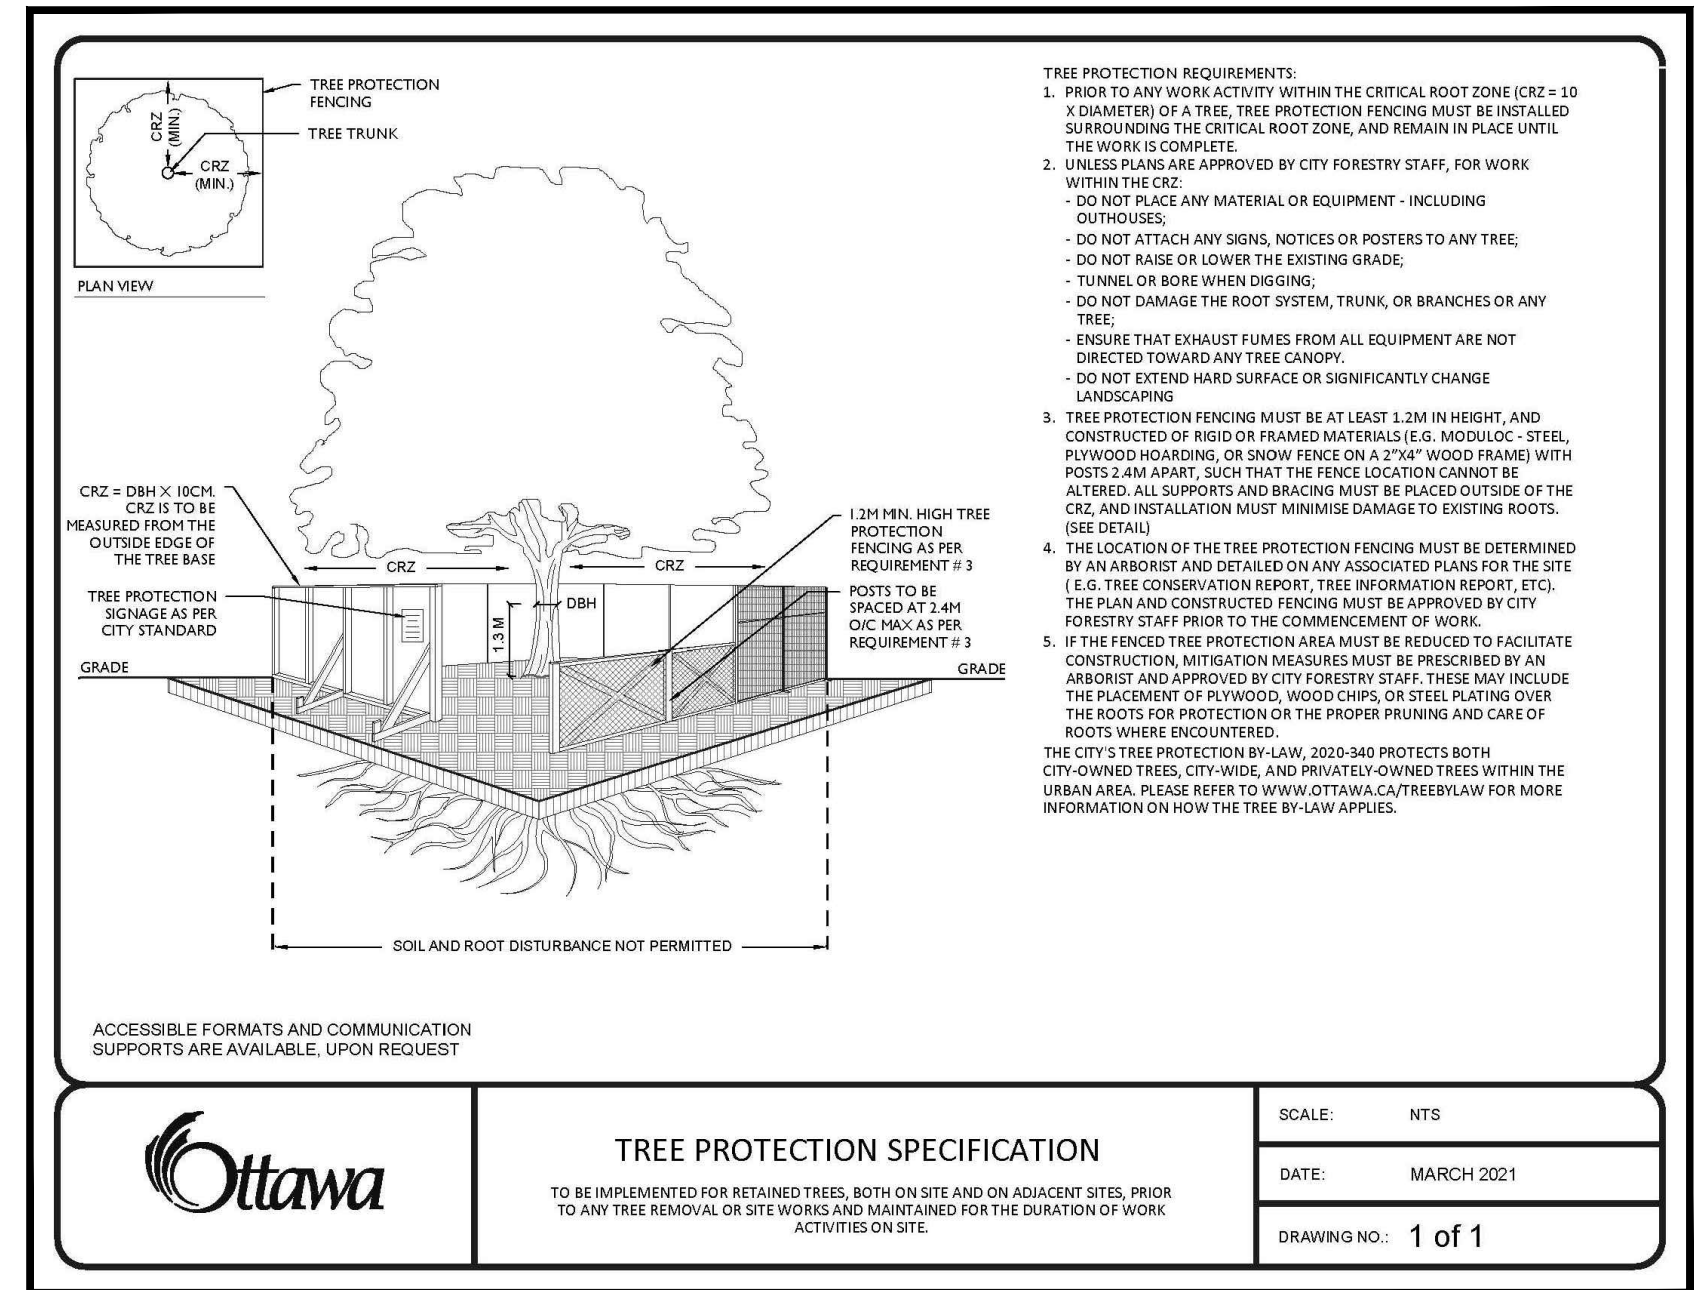 TREE PROTECTION
FENCING
TREE TRUNK
CRZ
(MIN.)
CRZ
(MIN.)
PLAN VIEW
CRZ = DBH X 10CM.
CRZ IS TO BE
MEASURED FROM THE
OUTSIDE EDGE OF
THE TREE BASE
TREE PROTECTION
SIGNAGE AS PER
CITY STANDARD
GRADE
CRZ
CRZ
DBH
1.3 M
1.2M MIN. HIGH TREE
PROTECTION
FENCING AS PER
REQUIREMENT # 3
POSTS TO BE
SPACED AT 2.4M
O/C MAX AS PER
REQUIREMENT # 3
GRADE
SOIL AND ROOT DISTURBANCE NOT PERMITTED
ACCESSIBLE FORMATS AND COMMUNICATION
SUPPORTS ARE AVAILABLE, UPON REQUEST
TREE PROTECTION REQUIREMENTS:
1. PRIOR TO ANY WORK ACTIVITY WITHIN THE CRITICAL ROOT ZONE (CRZ = 10
X DIAMETER) OF A TREE, TREE PROTECTION FENCING MUST BE INSTALLED
SURROUNDING THE CRITICAL ROOT ZONE, AND REMAIN IN PLACE UNTIL
THE WORK IS COMPLETE.
2. UNLESS PLANS ARE APPROVED BY CITY FORESTRY STAFF, FOR WORK
WITHIN THE CRZ:
- DO NOT PLACE ANY MATERIAL OR EQUIPMENT - INCLUDING
OUTHOUSES;
- DO NOT ATTACH ANY SIGNS, NOTICES OR POSTERS TO ANY TREE;
- DO NOT RAISE OR LOWER THE EXISTING GRADE;
- TUNNEL OR BORE WHEN DIGGING;
- DO NOT DAMAGE THE ROOT SYSTEM, TRUNK, OR BRANCHES OR ANY
TREE;
- ENSURE THAT EXHAUST FUMES FROM ALL EQUIPMENT ARE NOT
DIRECTED TOWARD ANY TREE CANOPY.
- DO NOT EXTEND HARD SURFACE OR SIGNIFICANTLY CHANGE
LANDSCAPING
3. TREE PROTECTION FENCING MUST BE AT LEAST 1.2M IN HEIGHT, AND
CONSTRUCTED OF RIGID OR FRAMED MATERIALS (E.G. MODULOC - STEEL,
PLYWOOD HOARDING, OR SNOW FENCE ON A 2"X4" WOOD FRAME) WITH
POSTS 2.4M APART, SUCH THAT THE FENCE LOCATION CANNOT BE
ALTERED. ALL SUPPORTS AND BRACING MUST BE PLACED OUTSIDE OF THE
CRZ, AND INSTALLATION MUST MINIMISE DAMAGE TO EXISTING ROOTS.
(SEE DETAIL)
4. THE LOCATION OF THE TREE PROTECTION FENCING MUST BE DETERMINED
BY AN ARBORIST AND DETAILED ON ANY ASSOCIATED PLANS FOR THE SITE
( E.G. TREE CONSERVATION REPORT, TREE INFORMATION REPORT, ETC).
THE PLAN AND CONSTRUCTED FENCING MUST BE APPROVED BY CITY
FORESTRY STAFF PRIOR TO THE COMMENCEMENT OF WORK.
5. IF THE FENCED TREE PROTECTION AREA MUST BE REDUCED TO FACILITATE
CONSTRUCTION, MITIGATION MEASURES MUST BE PRESCRIBED BY AN
ARBORIST AND APPROVED BY CITY FORESTRY STAFF. THESE MAY INCLUDE
THE PLACEMENT OF PLYWOOD, WOOD CHIPS, OR STEEL PLATING OVER
THE ROOTS FOR PROTECTION OR THE PROPER PRUNING AND CARE OF
ROOTS WHERE ENCOUNTERED.
THE CITY'S TREE PROTECTION BY-LAW, 2020-340 PROTECTS BOTH
CITY-OWNED TREES, CITY-WIDE, AND PRIVATELY-OWNED TREES WITHIN THE
URBAN AREA. PLEASE REFER TO WWW.OTTAWA.CA/TREEBYLAW FOR MORE
INFORMATION ON HOW THE TREE BY-LAW APPLIES.
Ottawa
TREE PROTECTION SPECIFICATION
TO BE IMPLEMENTED FOR RETAINED TREES, BOTH ON SITE AND ON ADJACENT SITES, PRIOR
TO ANY TREE REMOVAL OR SITE WORKS AND MAINTAINED FOR THE DURATION OF WORK
ACTIVITIES ON SITE.
SCALE: NTS
DATE: MARCH 2021
DRAWING NO.: 1 of 1